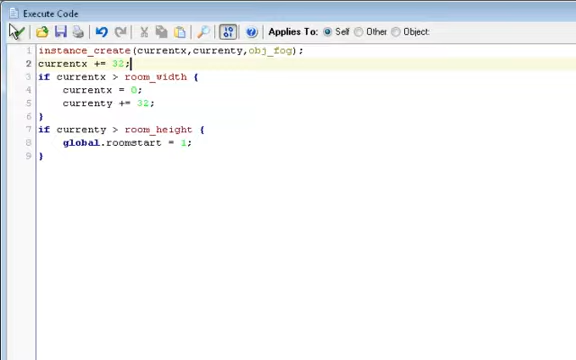 Execute Code
Applies To: Self Other Object:
1 instance_create(currentx,currenty,obj_fog);
2 currentx += 32;
3 if currentx > room_width {
4     currentx = 0;
5     currenty += 32;
6 }
7 if currenty > room_height {
8     global.roomstart = 1;
9 }